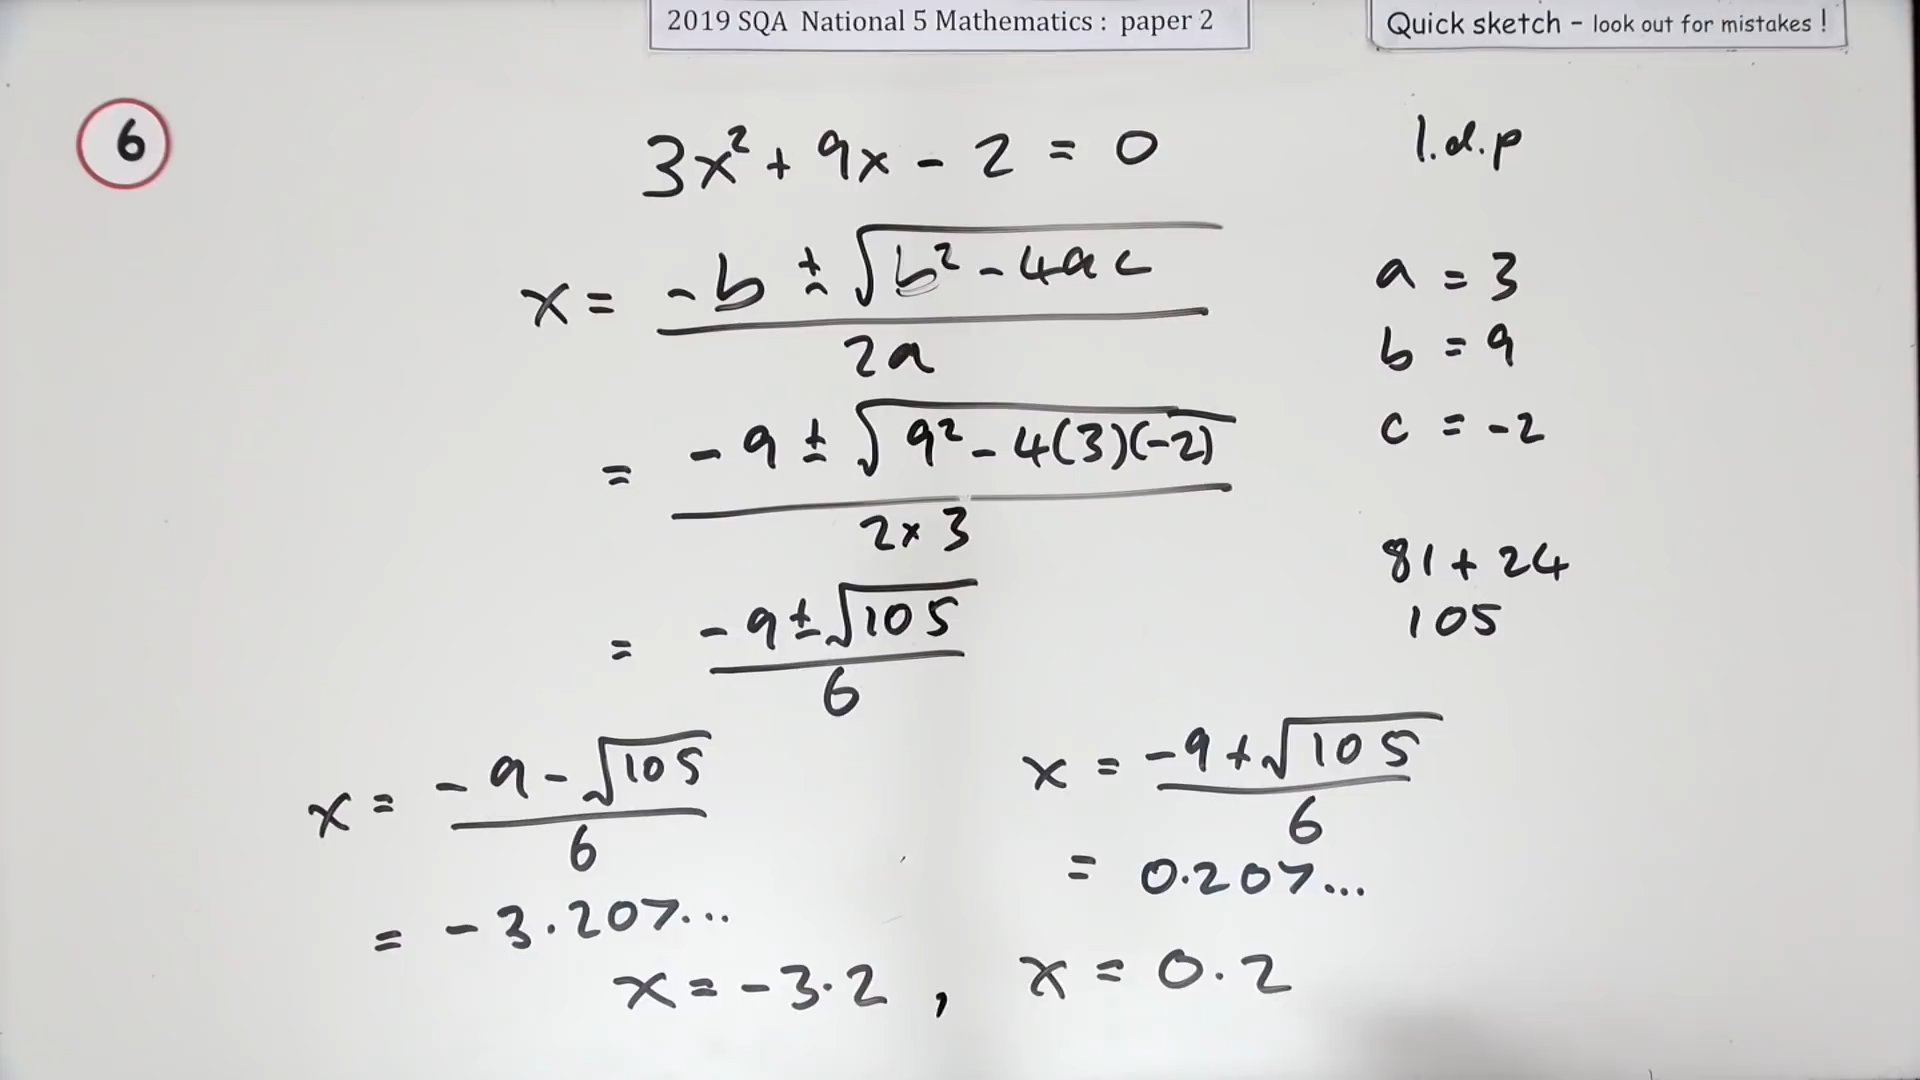 2019 SQA National 5 Mathematics : paper 2
Quick sketch - look out for mistakes !
6
3x² + 9x - 2 = 0
1.d.p
x = (-b ± √(b² - 4ac)) / 2a
a = 3
b = 9
c = -2
= (-9 ± √(9² - 4(3)(-2))) / 2 × 3
81 + 24
105
= (-9 ± √105) / 6
x = (-9 - √105) / 6
= -3.207...
x = (-9 + √105) / 6
= 0.207...
x = -3.2 , x = 0.2